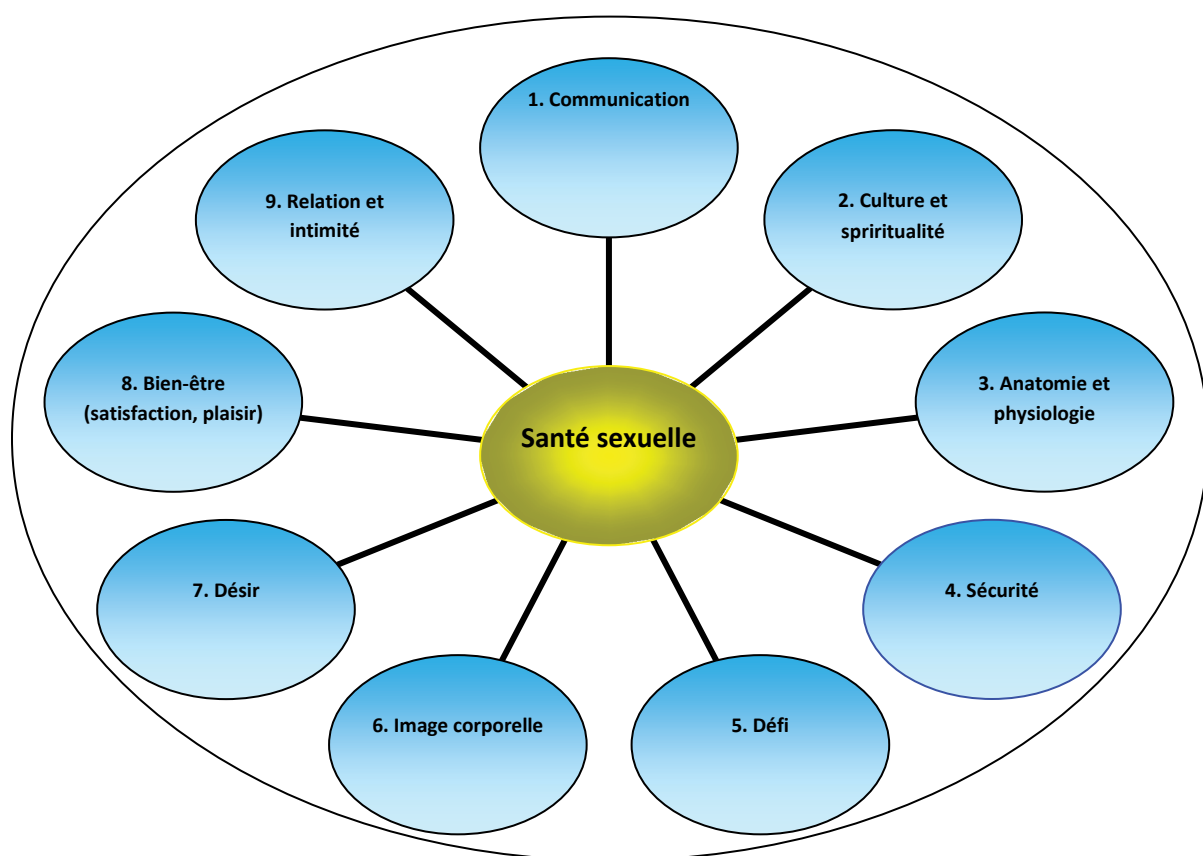 1. Communication
2. Culture et
spriritualité
3. Anatomie et
physiologie
4. Sécurité
5. Défi
6. Image corporelle
7. Désir
8. Bien-être
(satisfaction, plaisir)
9. Relation et
intimité
Santé sexuelle